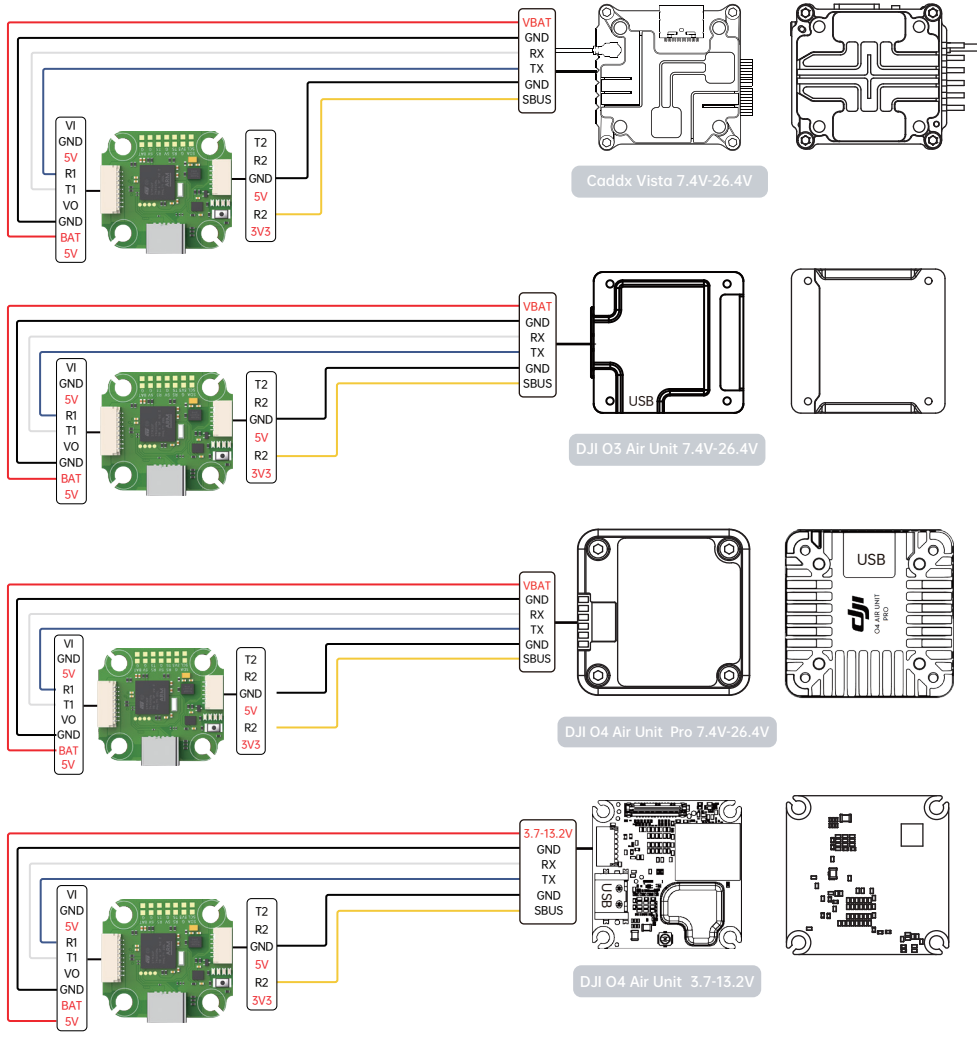 VBAT
GND
RX
TX
GND
SBUS
VI
GND
5V
R1
T1
VO
GND
BAT
5V
T2
R2
GND
5V
R2
3V3
Caddx Vista 7.4V-26.4V
VBAT
GND
RX
TX
GND
SBUS
VI
GND
5V
R1
T1
VO
GND
BAT
5V
T2
R2
GND
5V
R2
3V3
USB
DJI O3 Air Unit 7.4V-26.4V
VBAT
GND
RX
TX
GND
SBUS
VI
GND
5V
R1
T1
VO
GND
BAT
5V
T2
R2
GND
5V
R2
3V3
USB
dji
O4 AIR UNIT
PRO
DJI O4 Air Unit Pro 7.4V-26.4V
3.7-13.2V
GND
RX
TX
GND
SBUS
VI
GND
5V
R1
T1
VO
GND
BAT
5V
T2
R2
GND
5V
R2
3V3
USB
DJI O4 Air Unit 3.7-13.2V